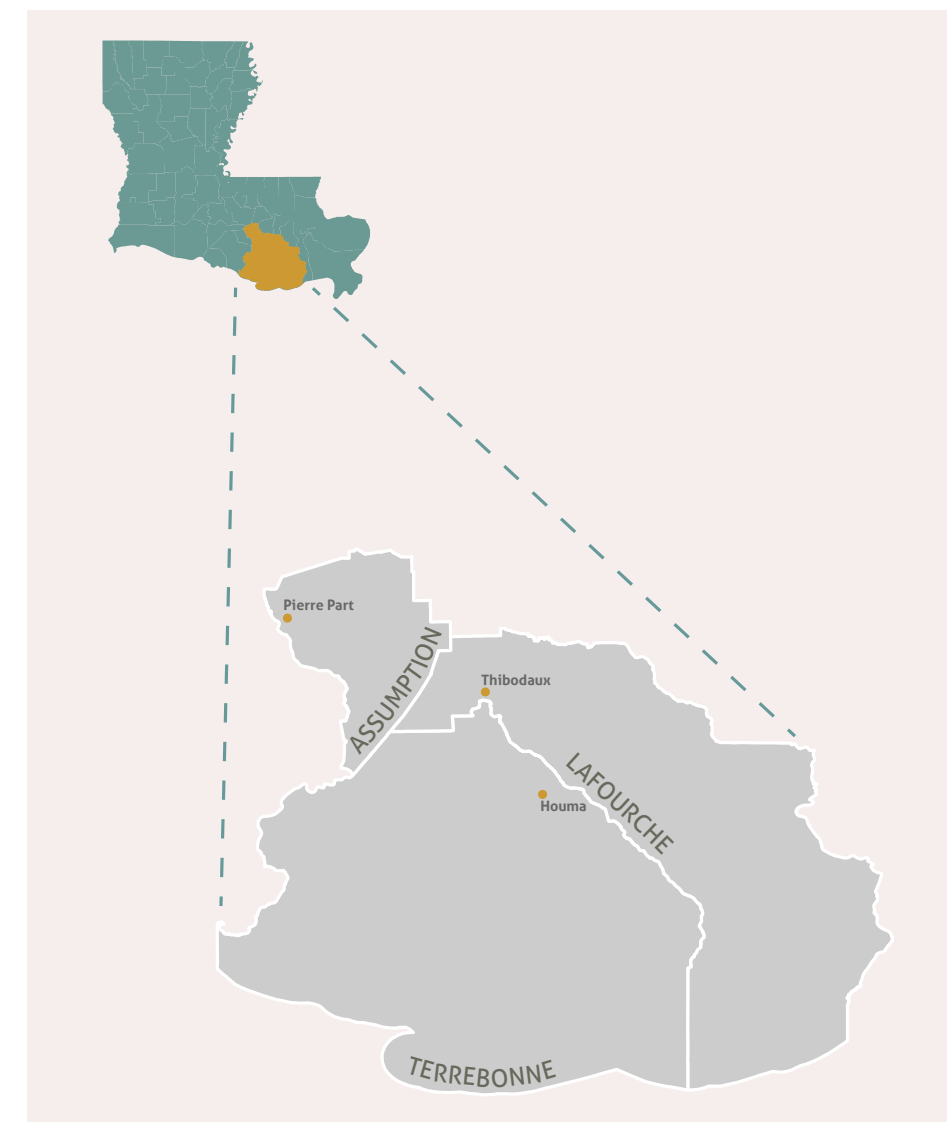 Pierre Part
ASSUMPTION
Thibodaux
LAFOURCHE
Houma
TERREBONNE